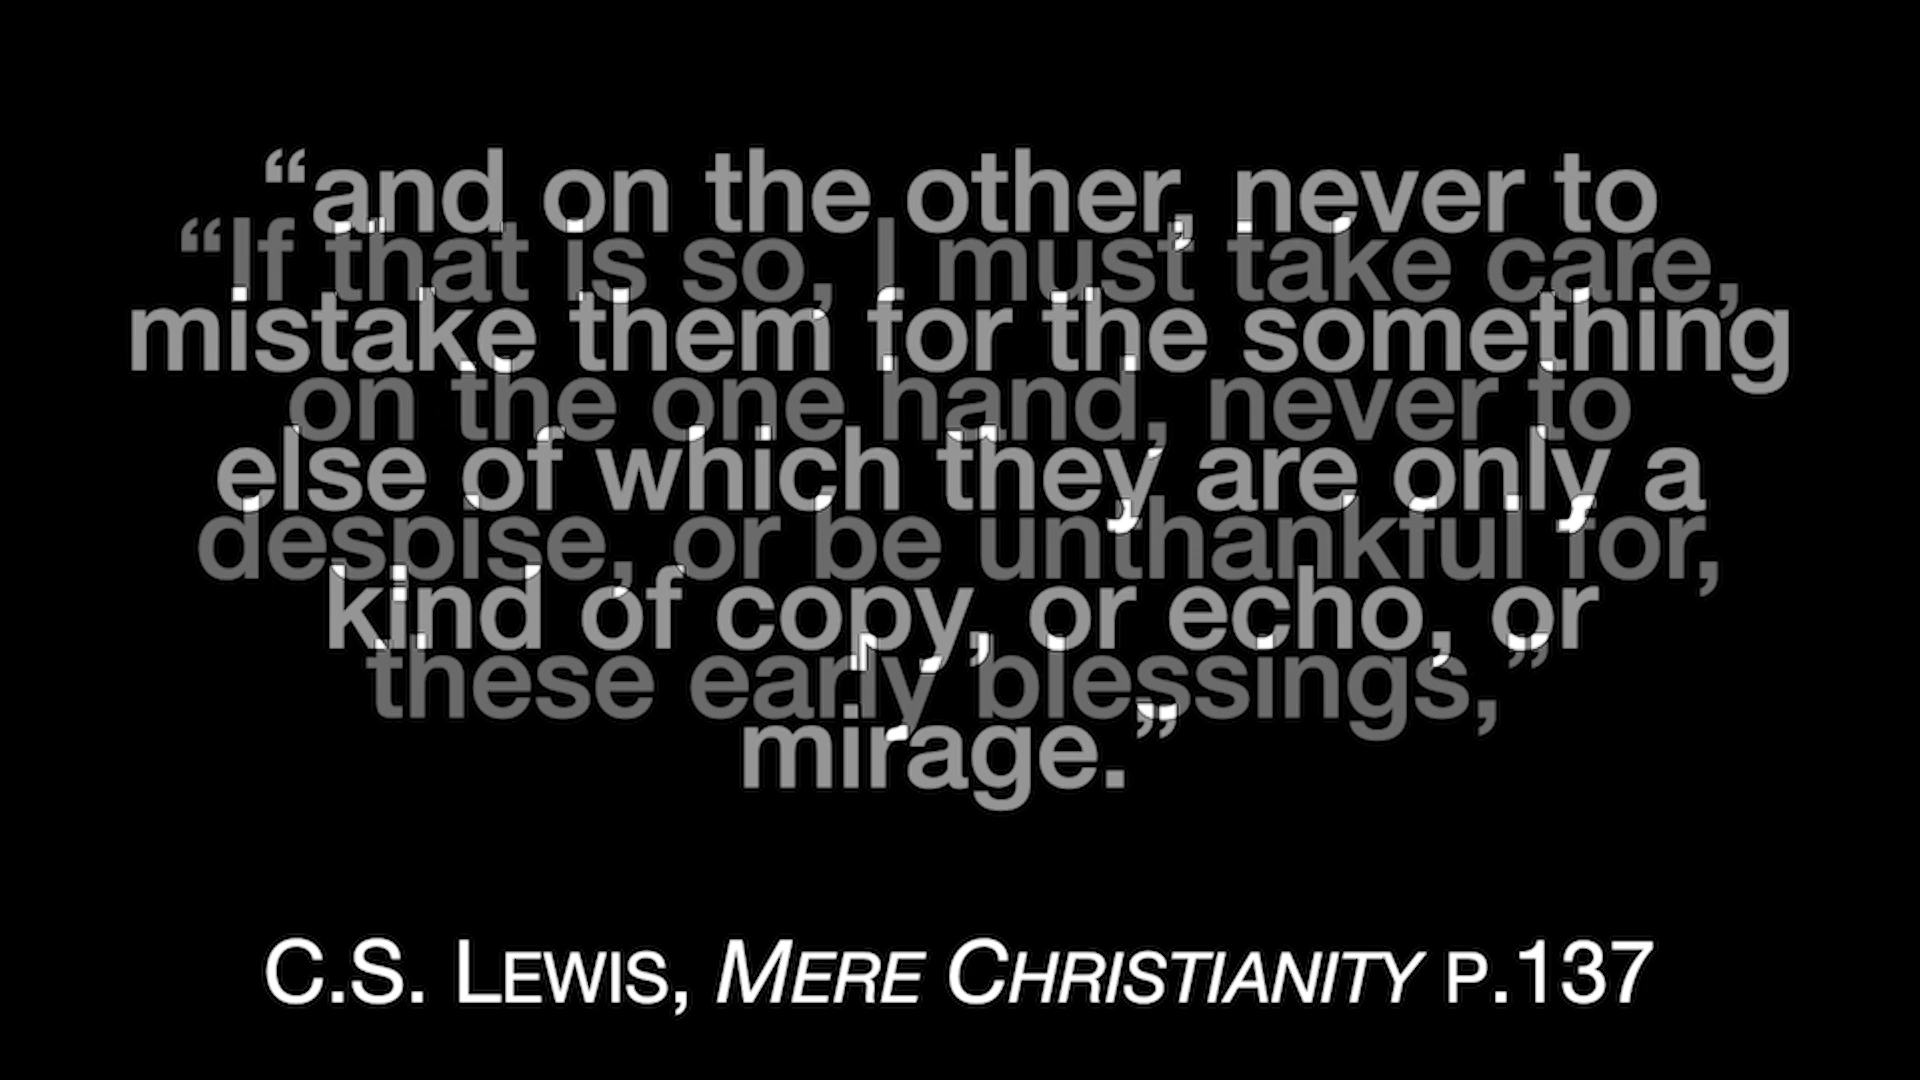 “and on the other, never to
“If that is so, I must take care,
mistake them for the something
on the one hand, never to
else of which they are only a
despise, or be unthankful for,
kind of copy, or echo, or
these early blessings,”
mirage.”
C.S. Lewis, Mere Christianity p.137